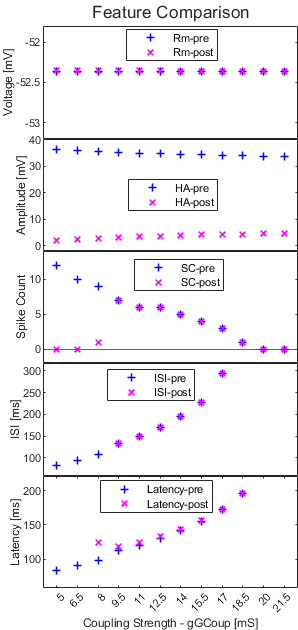 Feature Comparison
-52
-52.5
-53
Voltage [mV]
Rm-pre
Rm-post
40
30
20
10
0
Amplitude [mV]
HA-pre
HA-post
10
5
0
Spike Count
SC-pre
SC-post
300
250
200
150
100
ISI [ms]
ISI-pre
ISI-post
200
150
100
Latency [ms]
Latency-pre
Latency-post
5 6.5 8 9.5 11 12.5 14 15.5 17 18.5 20 21.5
Coupling Strength - gGCoup [mS]